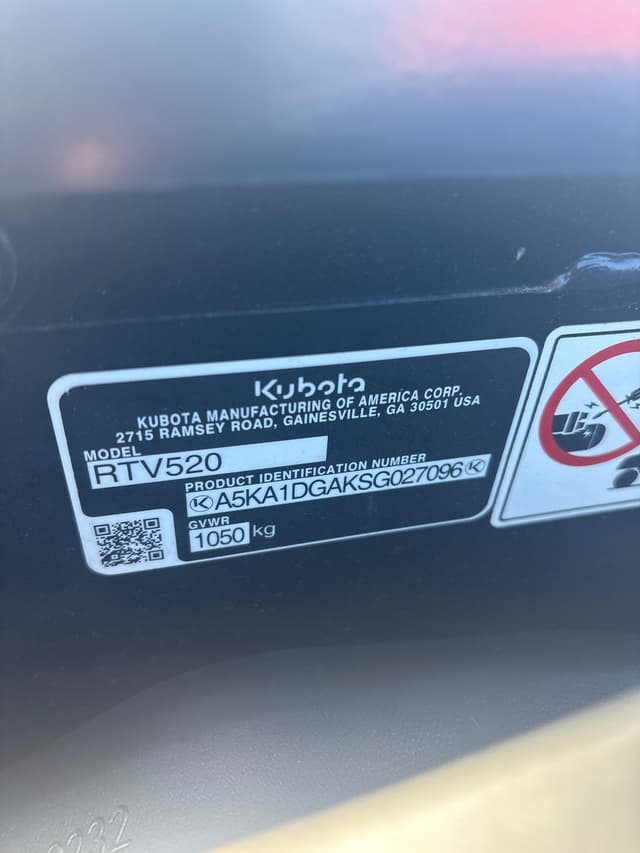 Kubota
KUBOTA MANUFACTURING OF AMERICA CORP.
2715 RAMSEY ROAD, GAINESVILLE, GA 30501 USA
MODEL
RTV520
PRODUCT IDENTIFICATION NUMBER
K A5KA1DGAKSG027096 K
GVWR
1050 kg